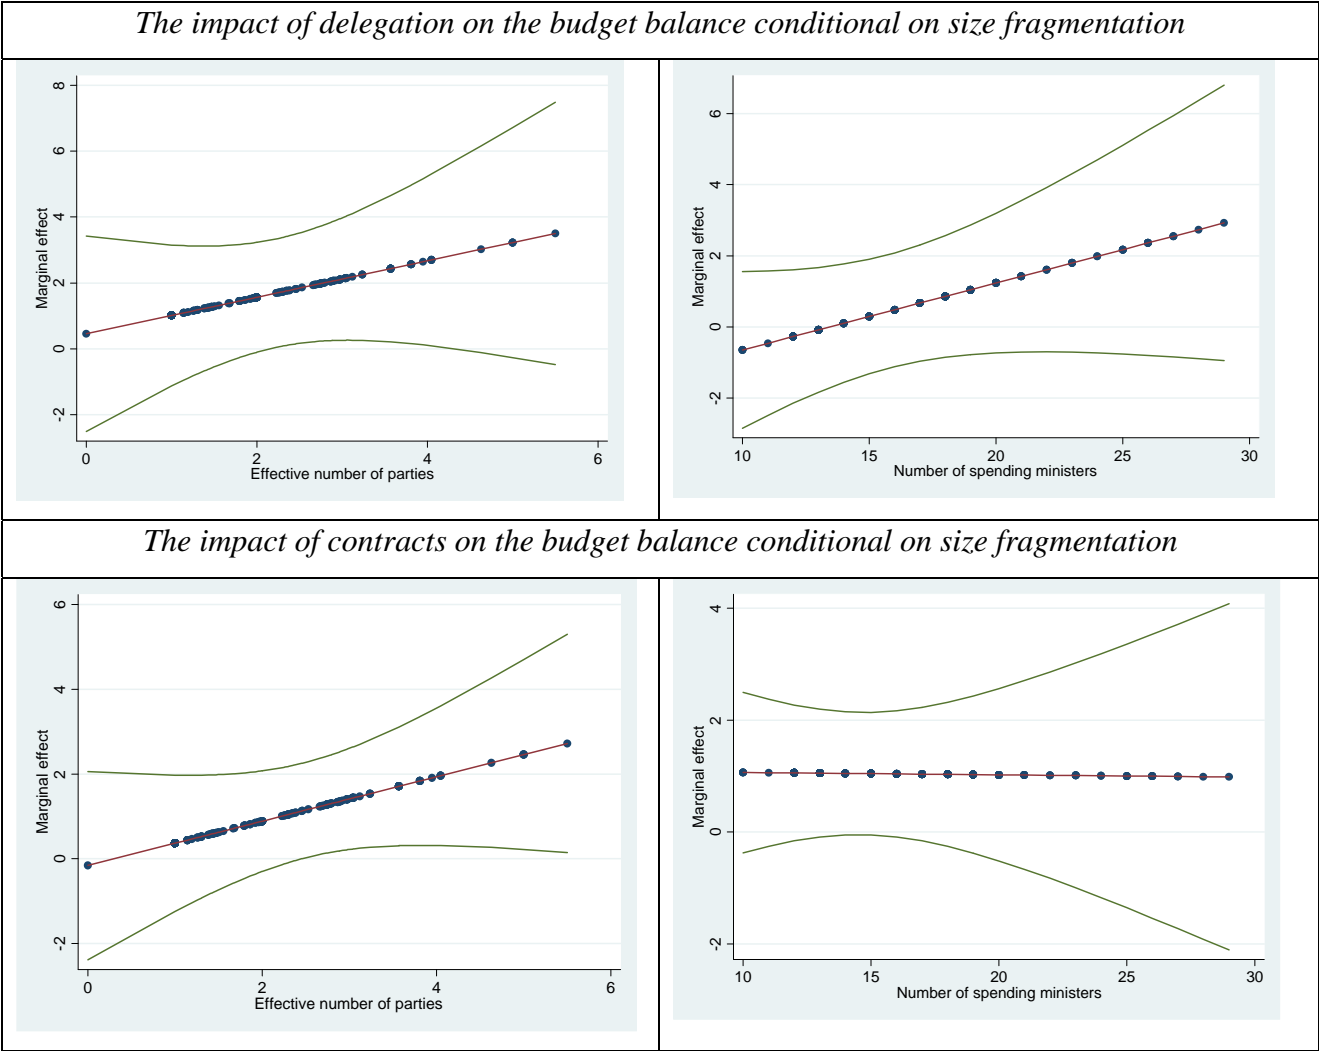 The impact of delegation on the budget balance conditional on size fragmentation
8
6
4
2
0
-2
Marginal effect
0 2 4 6
Effective number of parties
6
4
2
0
-2
Marginal effect
10 15 20 25 30
Number of spending ministers
The impact of contracts on the budget balance conditional on size fragmentation
6
4
2
0
-2
Marginal effect
0 2 4 6
Effective number of parties
4
2
0
-2
Marginal effect
10 15 20 25 30
Number of spending ministers